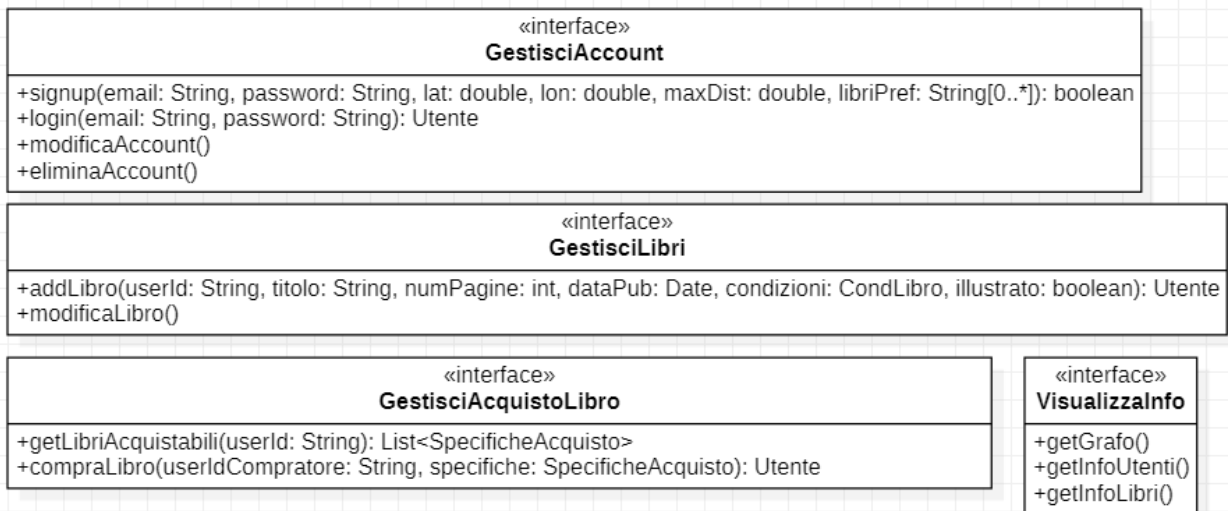 «interface»
GestisciAccount
+signup(email: String, password: String, lat: double, lon: double, maxDist: double, libriPref: String[0..*]): boolean
+login(email: String, password: String): Utente
+modificaAccount()
+eliminaAccount()
«interface»
GestisciLibri
+addLibro(userId: String, titolo: String, numPagine: int, dataPub: Date, condizioni: CondLibro, illustrato: boolean): Utente
+modificaLibro()
«interface»
GestisciAcquistoLibro
+getLibriAcquistabili(userId: String): List<SpecificheAcquisto>
+compraLibro(userIdCompratore: String, specifiche: SpecificheAcquisto): Utente
«interface»
VisualizzaInfo
+getGrafo()
+getInfoUtenti()
+getInfoLibri()